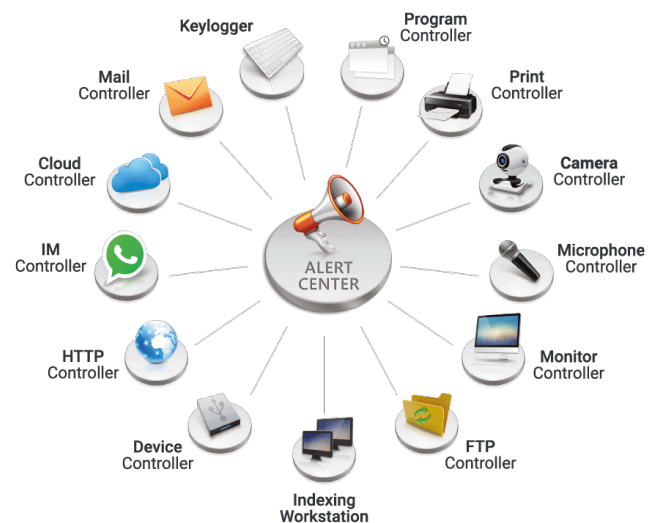 Keylogger
Program
Controller
Mail
Controller
Print
Controller
Cloud
Controller
Camera
Controller
IM
Controller
ALERT
CENTER
Microphone
Controller
HTTP
Controller
Monitor
Controller
Device
Controller
FTP
Controller
Indexing
Workstation